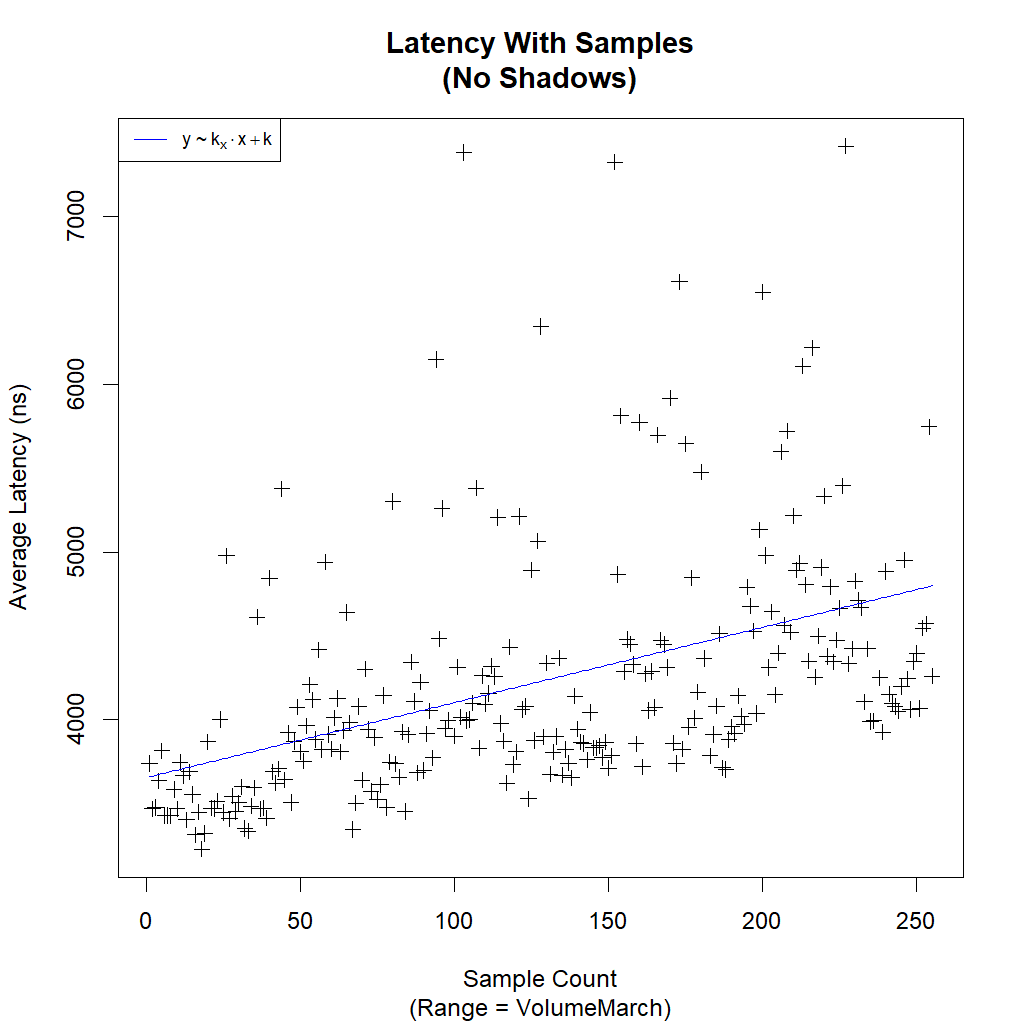 Latency With Samples
(No Shadows)
y ~ kₓ · x + k
Average Latency (ns)
7000
6000
5000
4000
0 50 100 150 200 250
Sample Count
(Range = VolumeMarch)